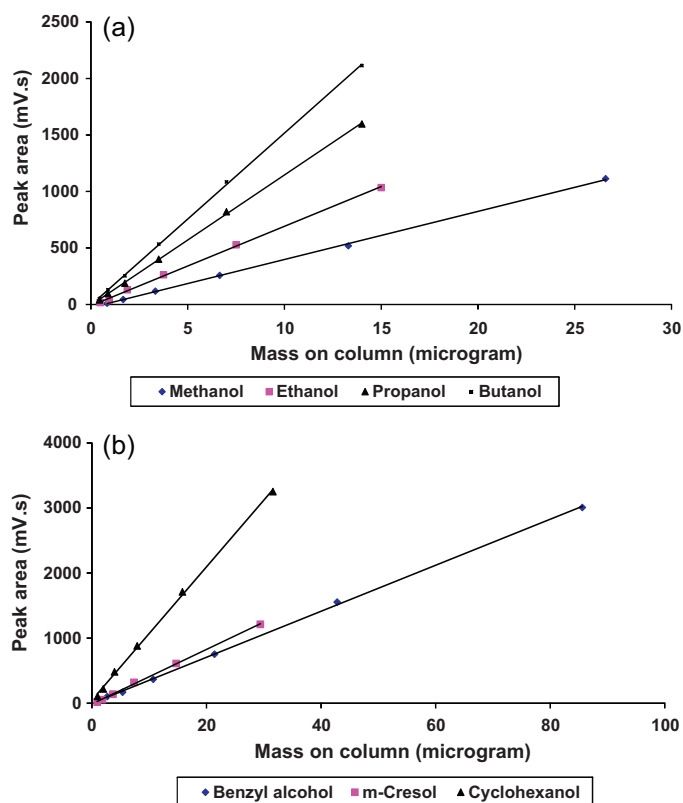 (a)
Peak area (mV.s)
2500
2000
1500
1000
500
0
0 5 10 15 20 25 30
Mass on column (microgram)
Methanol Ethanol Propanol Butanol
(b)
Peak area (mV.s)
4000
3000
2000
1000
0
0 20 40 60 80 100
Mass on column (microgram)
Benzyl alcohol m-Cresol Cyclohexanol